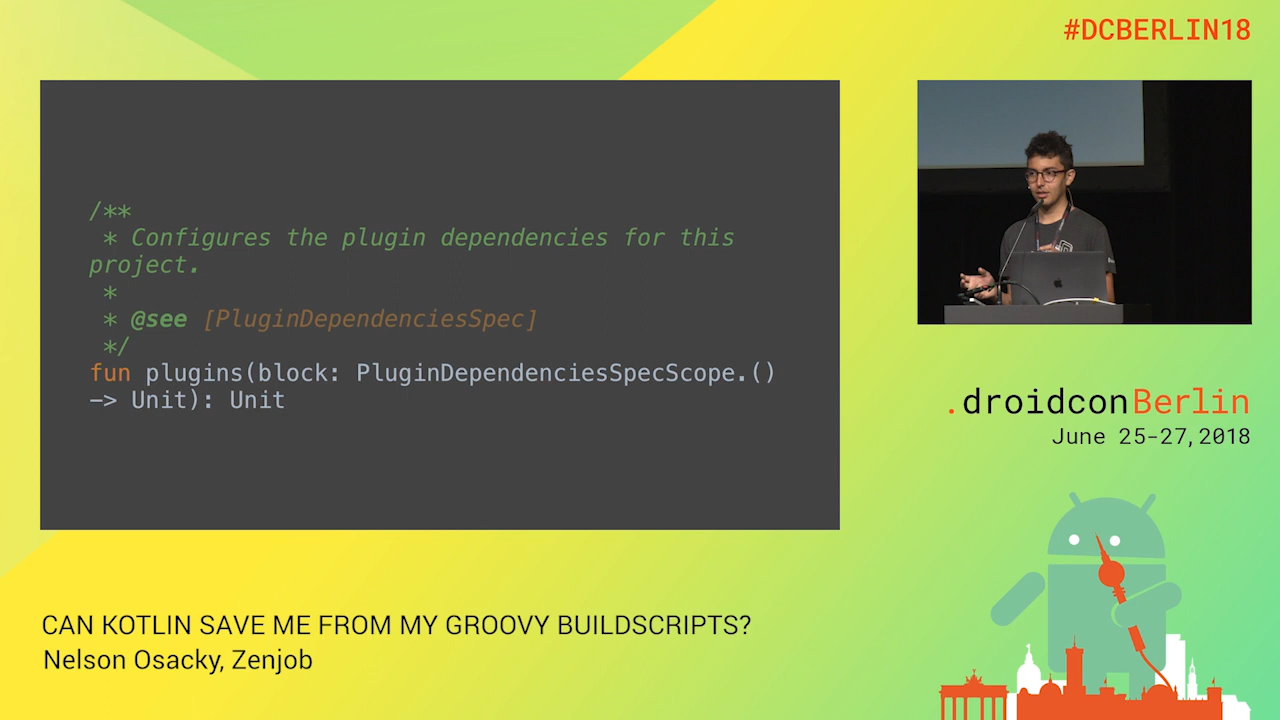 #DCBERLIN18
/**
* Configures the plugin dependencies for this
project.
*
* @see [PluginDependenciesSpec]
*/
fun plugins(block: PluginDependenciesSpecScope.()
-> Unit): Unit
.droidconBerlin
June 25-27,2018
CAN KOTLIN SAVE ME FROM MY GROOVY BUILDSCRIPTS?
Nelson Osacky, Zenjob